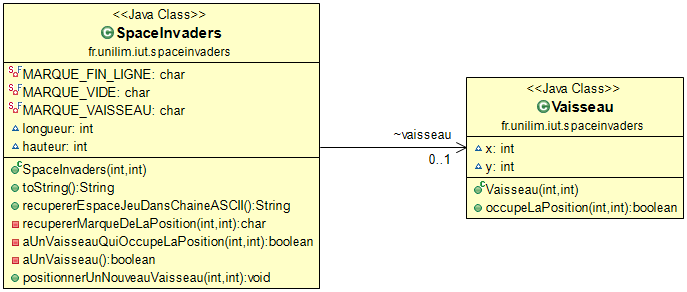 <<Java Class>>
SpaceInvaders
fr.unilim.iut.spaceinvaders
MARQUE_FIN_LIGNE: char
MARQUE_VIDE: char
MARQUE_VAISSEAU: char
longueur: int
hauteur: int
SpaceInvaders(int,int)
toString():String
recupererEspaceJeuDansChaineASCII():String
recupererMarqueDeLaPosition(int,int):char
aUnVaisseauQuiOccupeLaPosition(int,int):boolean
aUnVaisseau():boolean
positionnerUnNouveauVaisseau(int,int):void
~vaisseau
0..1
<<Java Class>>
Vaisseau
fr.unilim.iut.spaceinvaders
x: int
y: int
Vaisseau(int,int)
occupeLaPosition(int,int):boolean